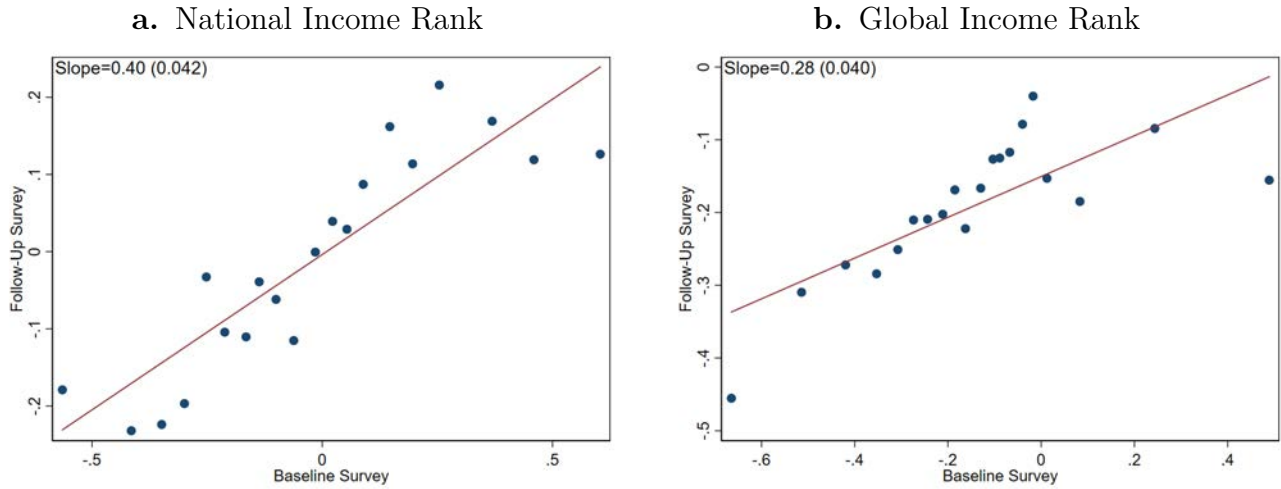 a. National Income Rank
Slope=0.40 (0.042)
.2
.1
0
-.1
-.2
Follow-Up Survey
-.5
0
.5
Baseline Survey
b. Global Income Rank
Slope=0.28 (0.040)
0
-.1
-.2
-.3
-.4
-.5
Follow-Up Survey
-.6
-.4
-.2
0
.2
.4
Baseline Survey